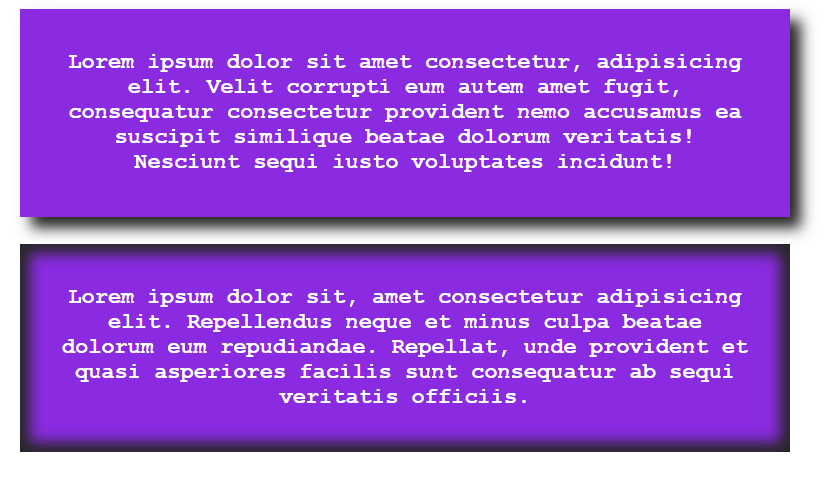 Lorem ipsum dolor sit amet consectetur, adipisicing
elit. Velit corrupti eum autem amet fugit,
consequatur consectetur provident nemo accusamus ea
suscipit similique beatae dolorum veritatis!
Nesciunt sequi iusto voluptates incidunt!
Lorem ipsum dolor sit, amet consectetur adipisicing
elit. Repellendus neque et minus culpa beatae
dolorum eum repudiandae. Repellat, unde provident et
quasi asperiores facilis sunt consequatur ab sequi
veritatis officiis.